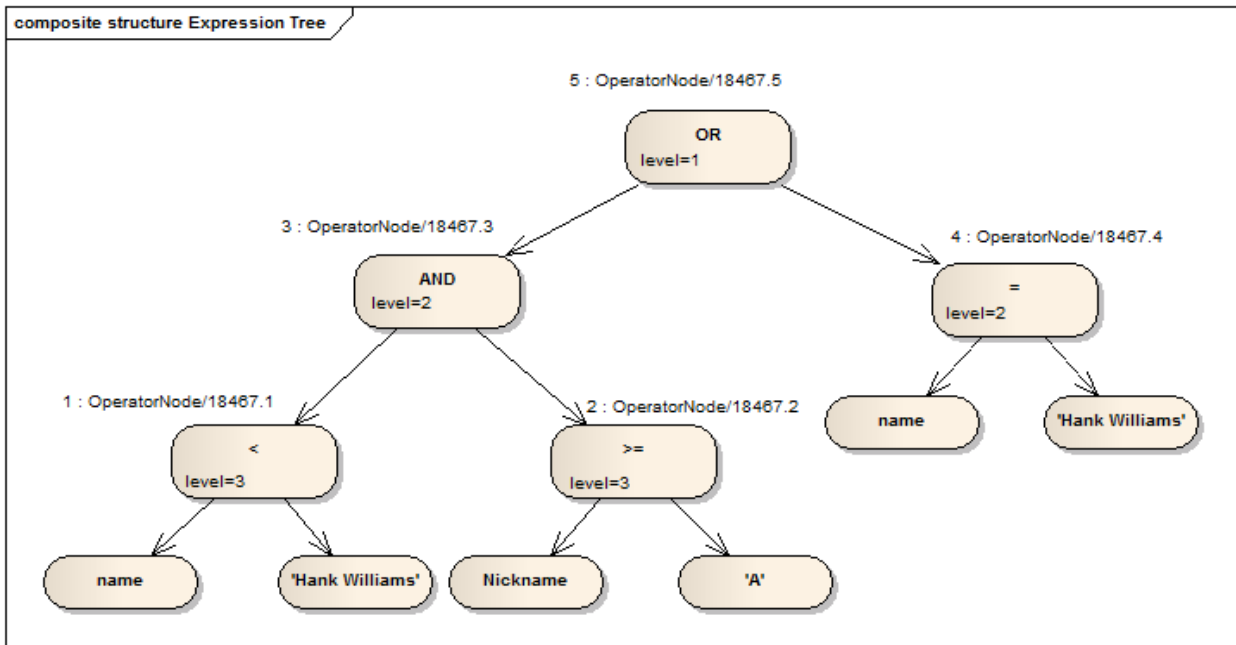 composite structure Expression Tree
5 : OperatorNode/18467.5
OR
level=1
3 : OperatorNode/18467.3
4 : OperatorNode/18467.4
AND
level=2
=
level=2
1 : OperatorNode/18467.1
2 : OperatorNode/18467.2
name
'Hank Williams'
<
level=3
>=
level=3
name
'Hank Williams'
Nickname
'A'